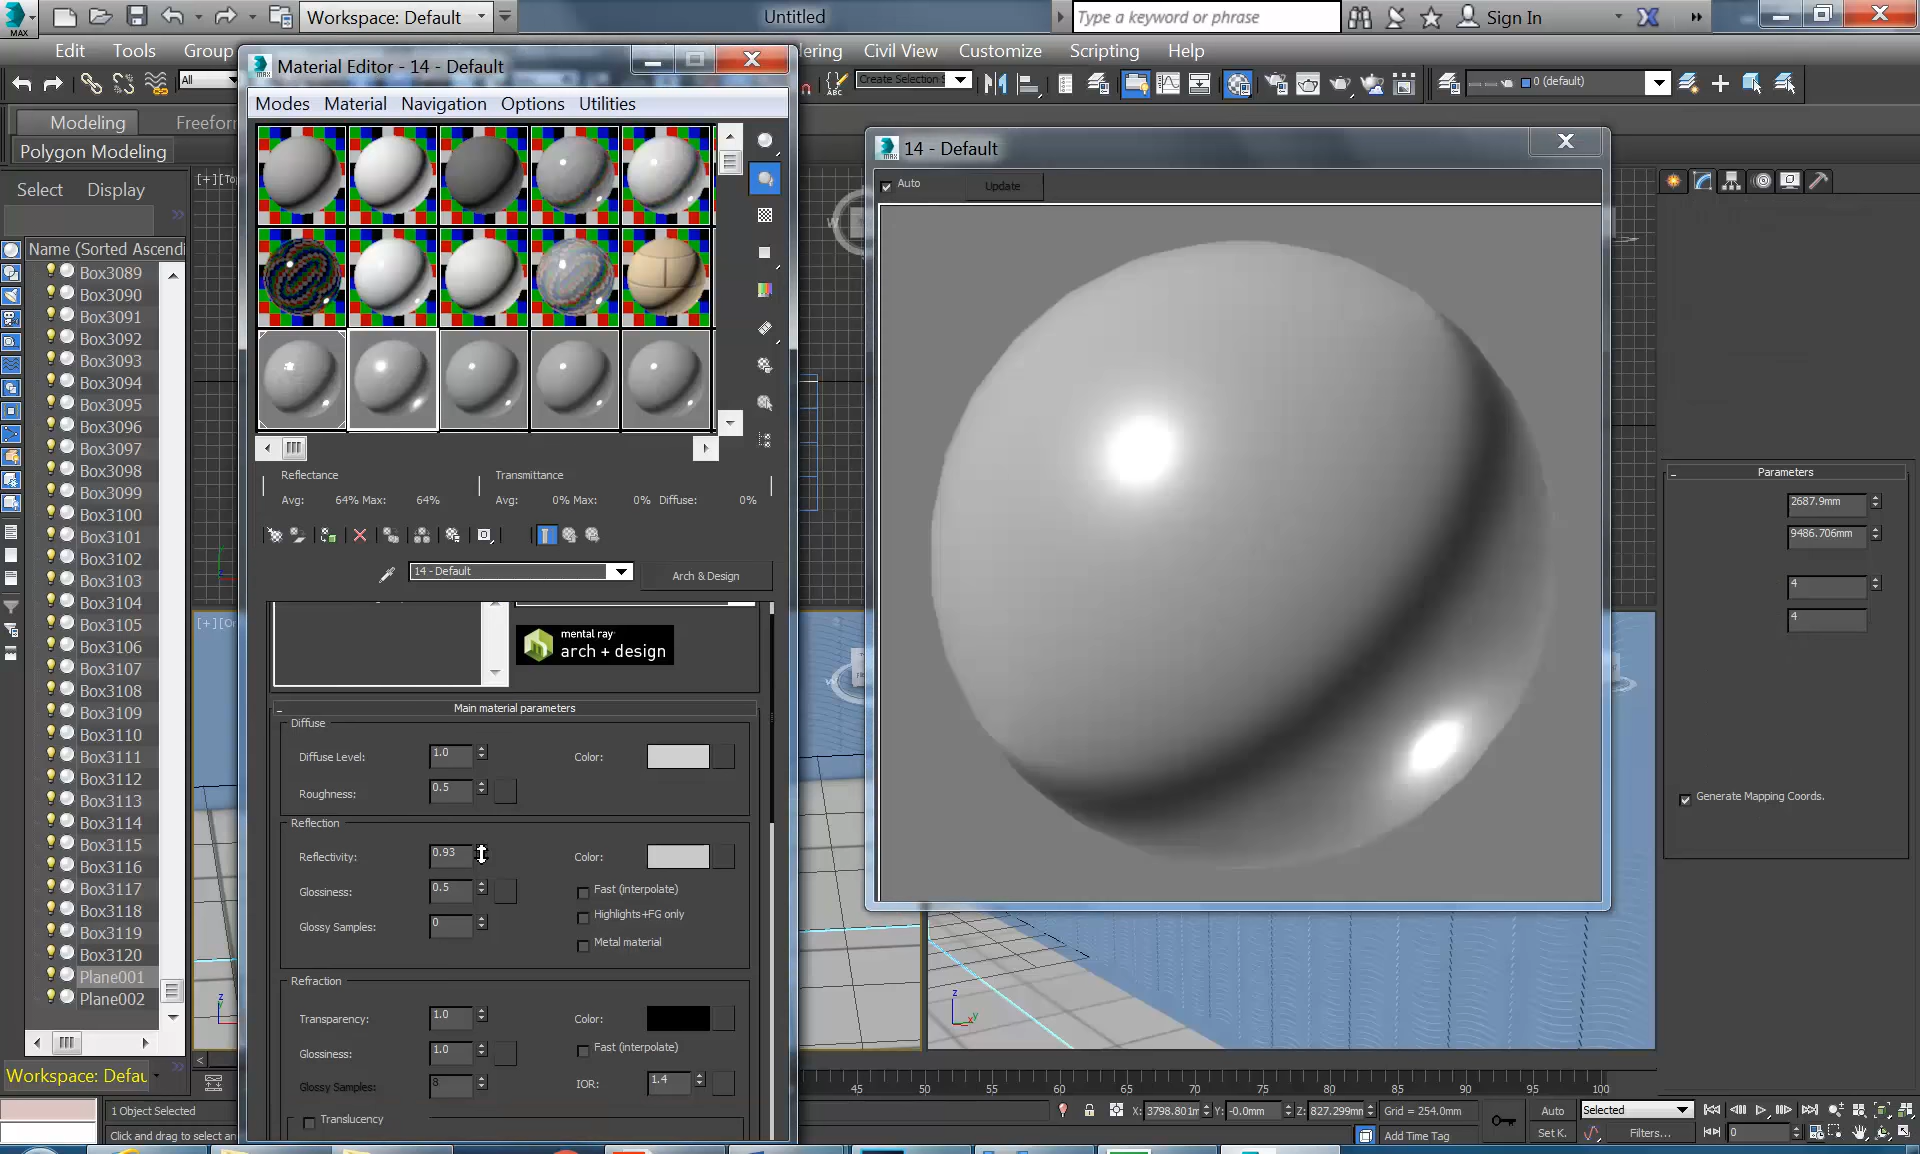 Workspace: Default
Untitled
Type a keyword or phrase
Sign In
MAX
Edit Tools Group
Civil View Customize Scripting Help
Material Editor - 14 - Default
All
Create Selection S
0 (default)
Modes Material Navigation Options Utilities
Modeling
Polygon Modeling
14 - Default
Auto
Update
Select Display
Name (Sorted Ascendi
Box3089
Box3090
Box3091
Box3092
Box3093
Box3094
Box3095
Box3096
Box3097
Box3098
Box3099
Box3100
Box3101
Box3102
Box3103
Box3104
Box3105
Box3106
Box3107
Box3108
Box3109
Box3110
Box3111
Box3112
Box3113
Box3114
Box3115
Box3116
Box3117
Box3118
Box3119
Box3120
Plane001
Plane002
Reflectance
Avg: 64% Max: 64%
Transmittance
Avg: 0% Max: 0% Diffuse: 0%
14 - Default
Arch & Design
mental ray
arch + design
Main material parameters
Diffuse
Diffuse Level: 1.0 Color:
Roughness: 0.5
Reflection
Reflectivity: 0.93 Color:
Glossiness: 0.5
Fast (interpolate)
Highlights+FG only
Glossy Samples: 0
Metal material
Refraction
Transparency: 1.0 Color:
Glossiness: 1.0
Fast (interpolate)
Glossy Samples: 8
IOR: 1.4
Translucency
Parameters
2687.9mm
9486.706mm
4
4
Generate Mapping Coords.
Workspace: Defau
45 50 55 60 65 70 75 80 85 90 95 100
1 Object Selected
X: 3798.801m Y: -0.0mm Z: 827.299mm Grid = 254.0mm
Auto
Selected
Click and drag to select an
Add Time Tag
Set K.
Filters...
0